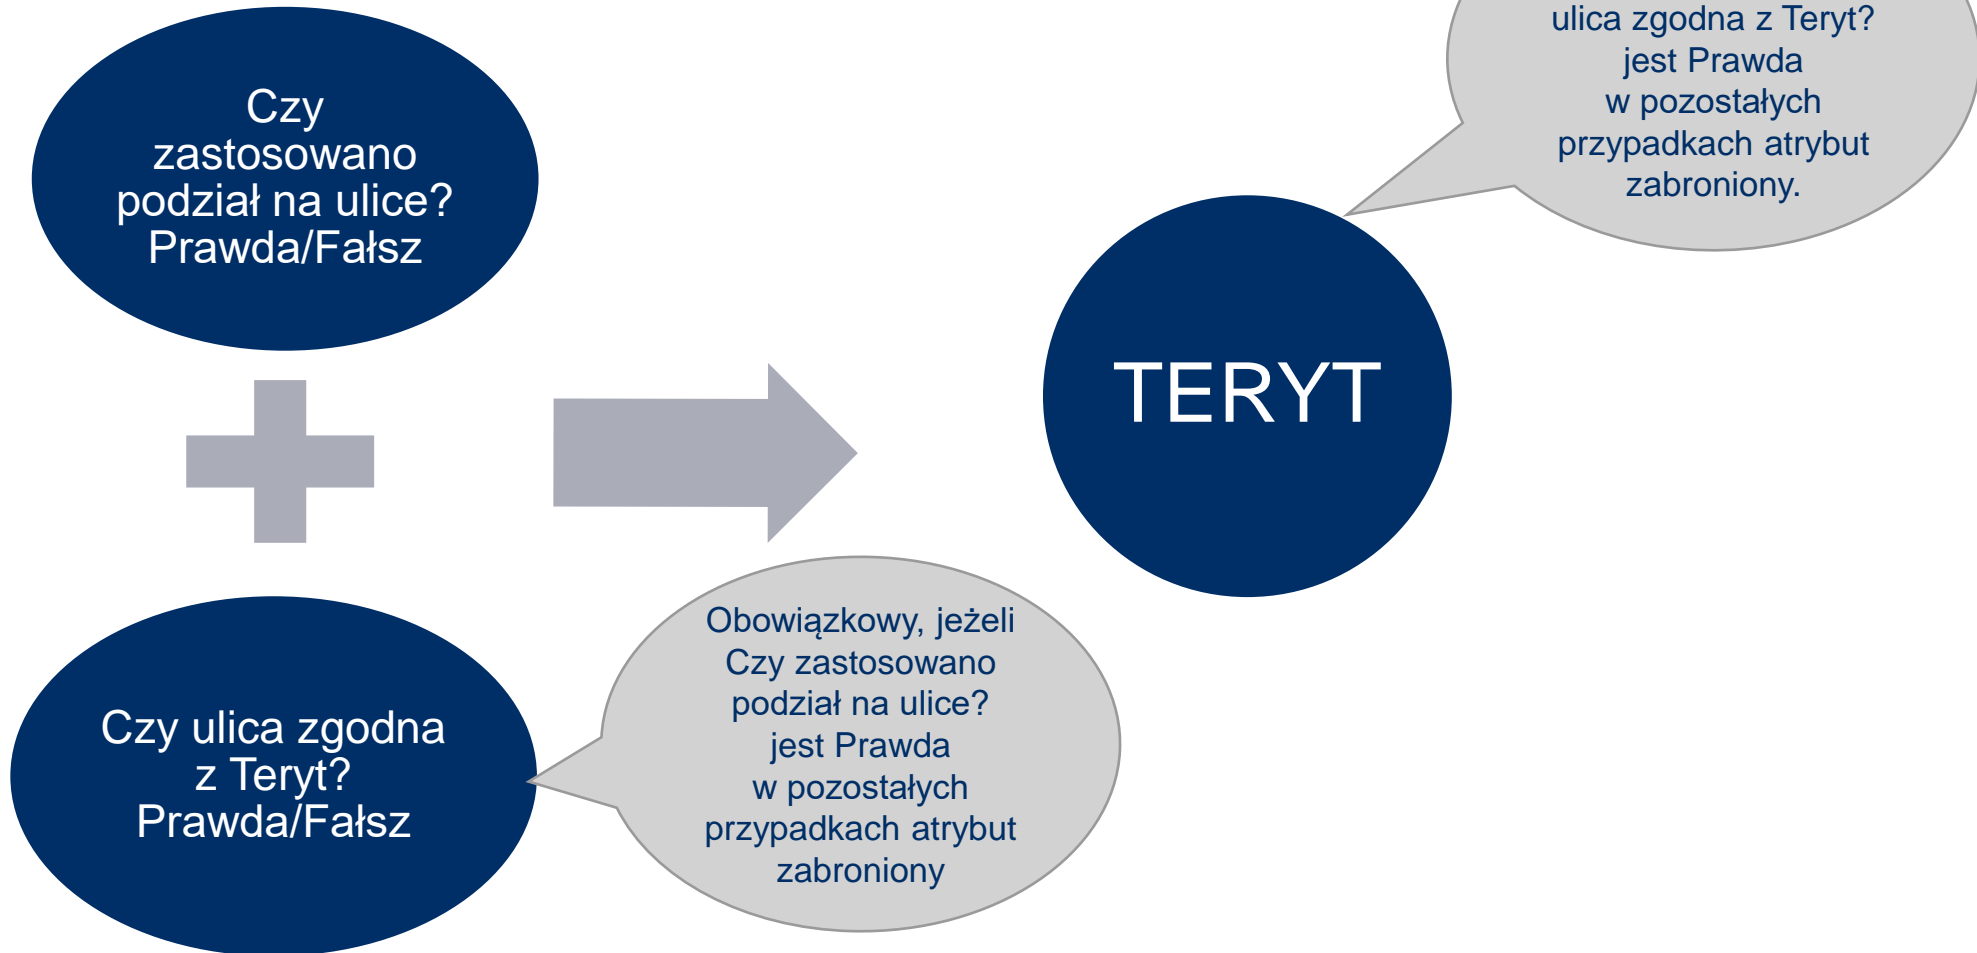 Czy
zastosowano
podział na ulice?
Prawda/Fałsz
ulica zgodna z Teryt?
jest Prawda
w pozostałych
przypadkach atrybut
zabroniony.
TERYT
Czy ulica zgodna
z Teryt?
Prawda/Fałsz
Obowiązkowy, jeżeli
Czy zastosowano
podział na ulice?
jest Prawda
w pozostałych
przypadkach atrybut
zabroniony